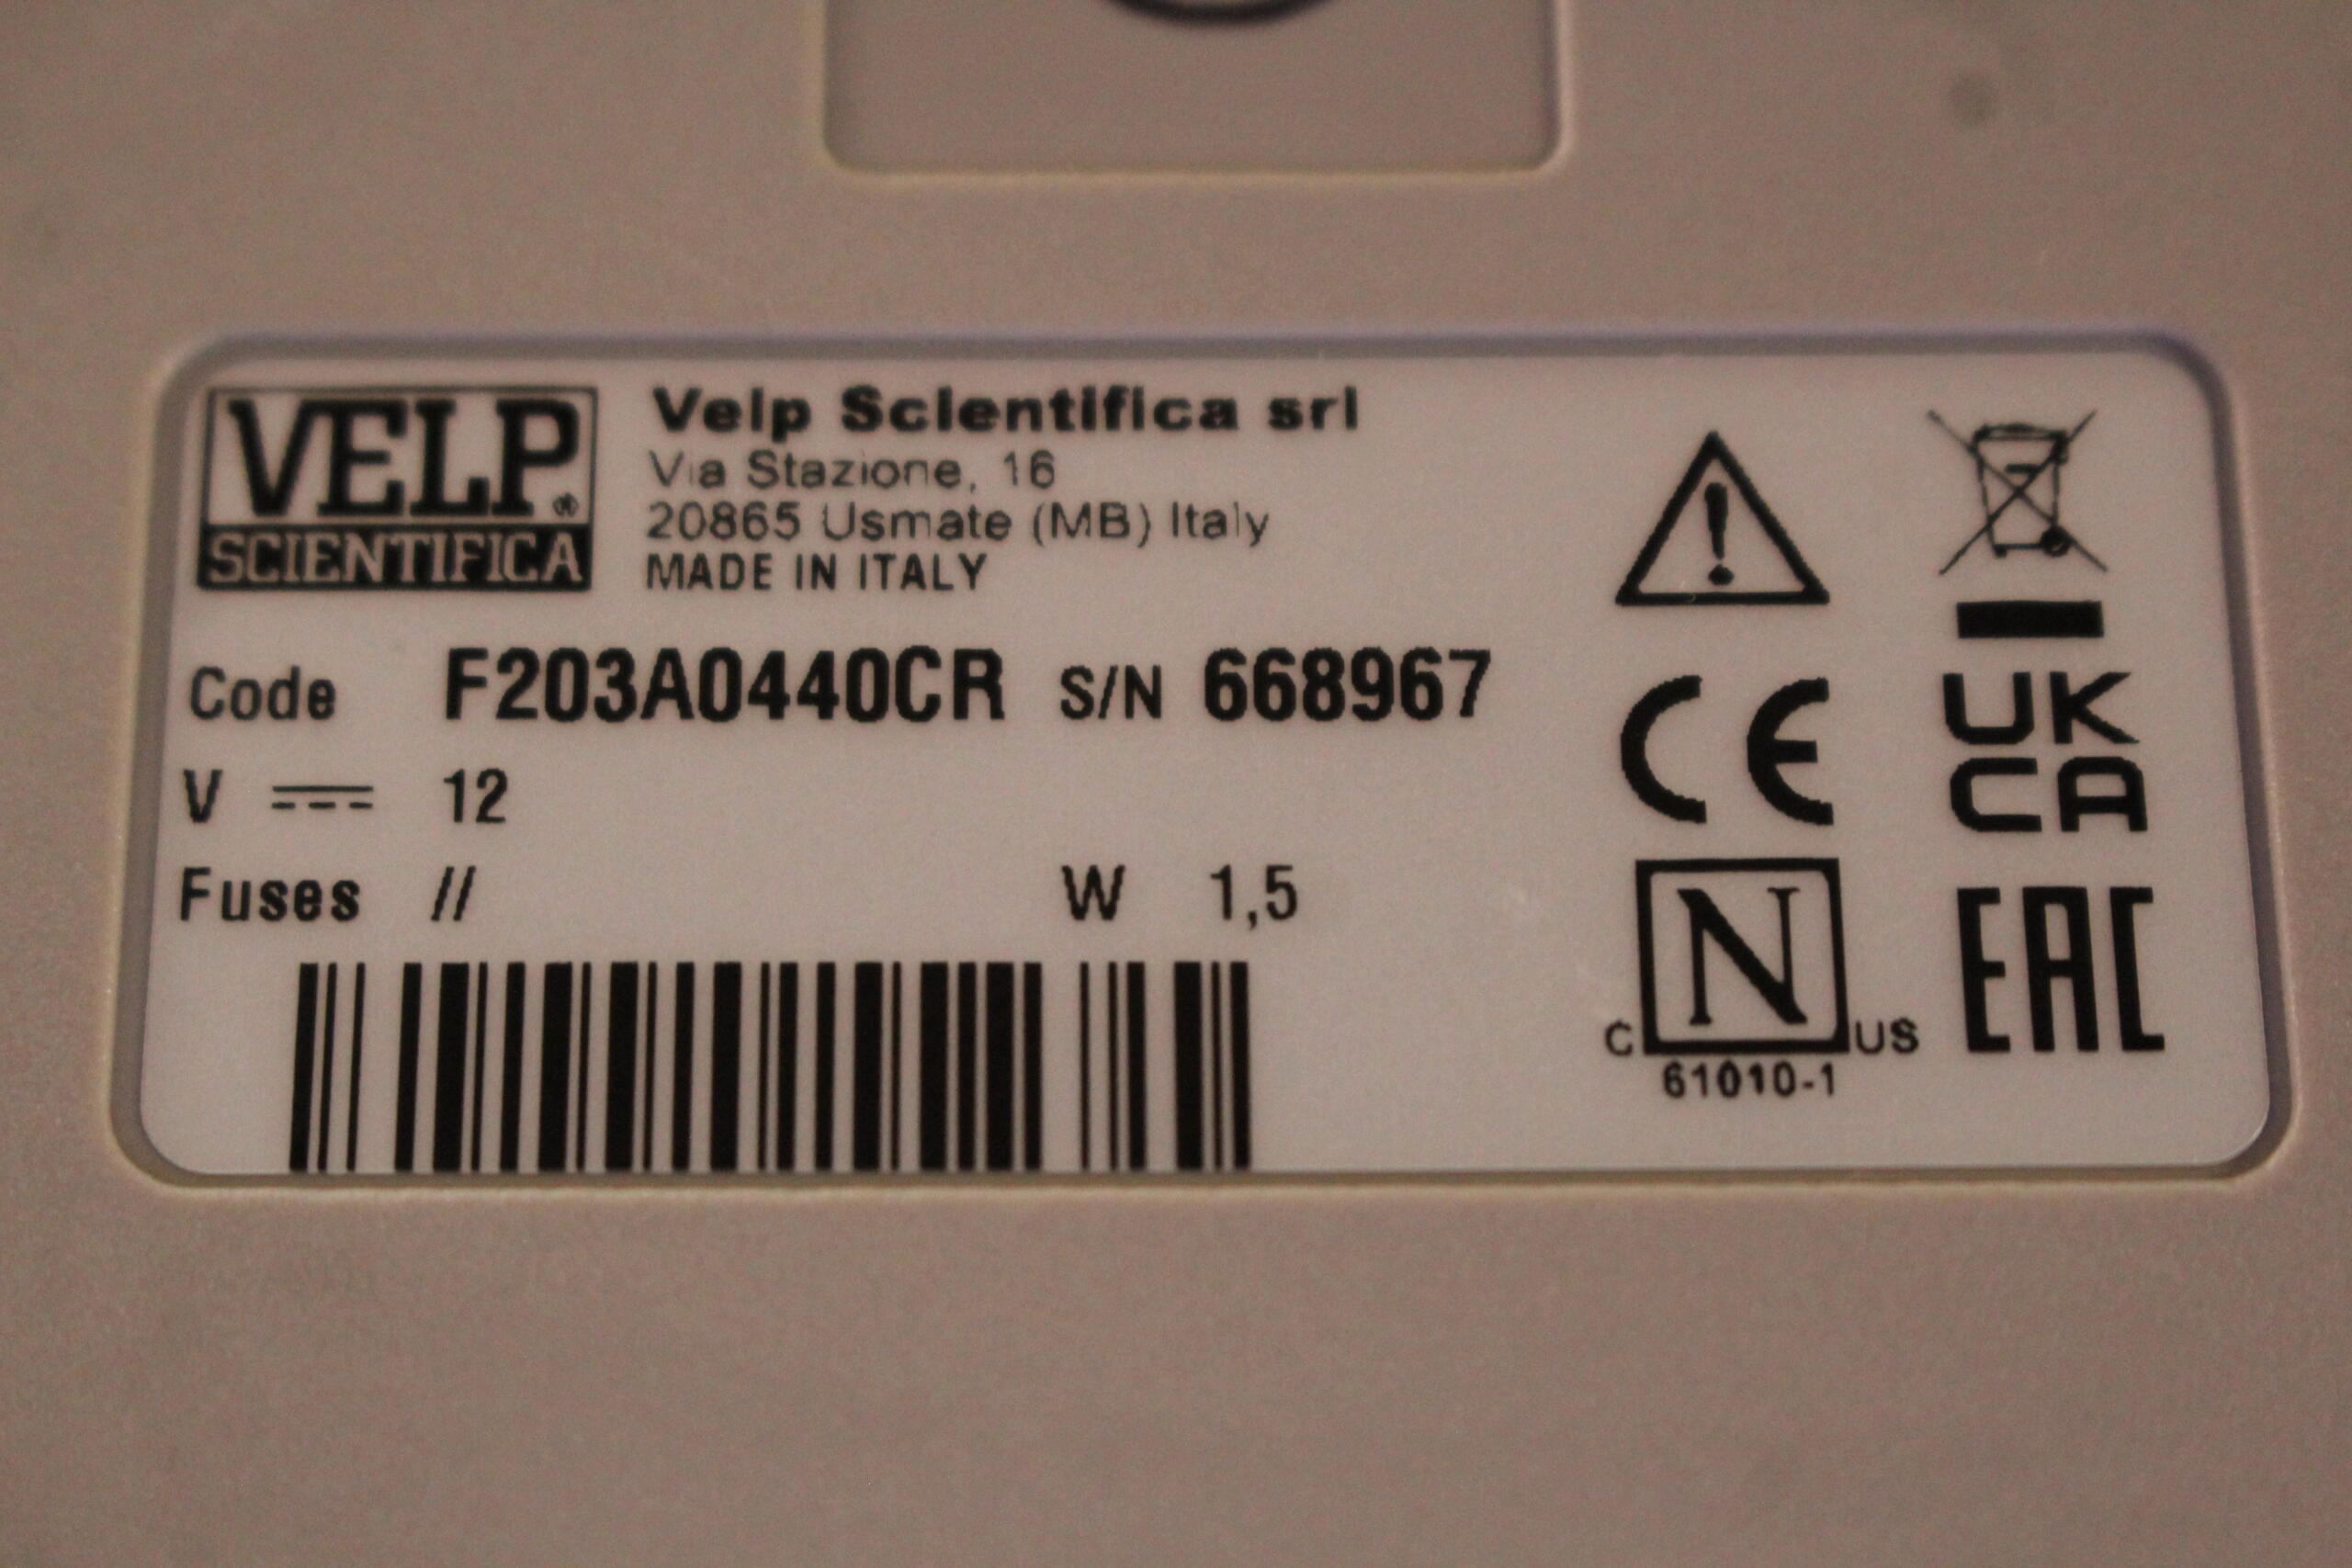 VELP®
SCIENTIFICA
Velp Scientifica srl
Via Stazione, 16
20865 Usmate (MB) Italy
MADE IN ITALY
Code F203A0440CR S/N 668967
V 12
Fuses // W 1,5
CE
UK
CA
N
C US
61010-1
EAC